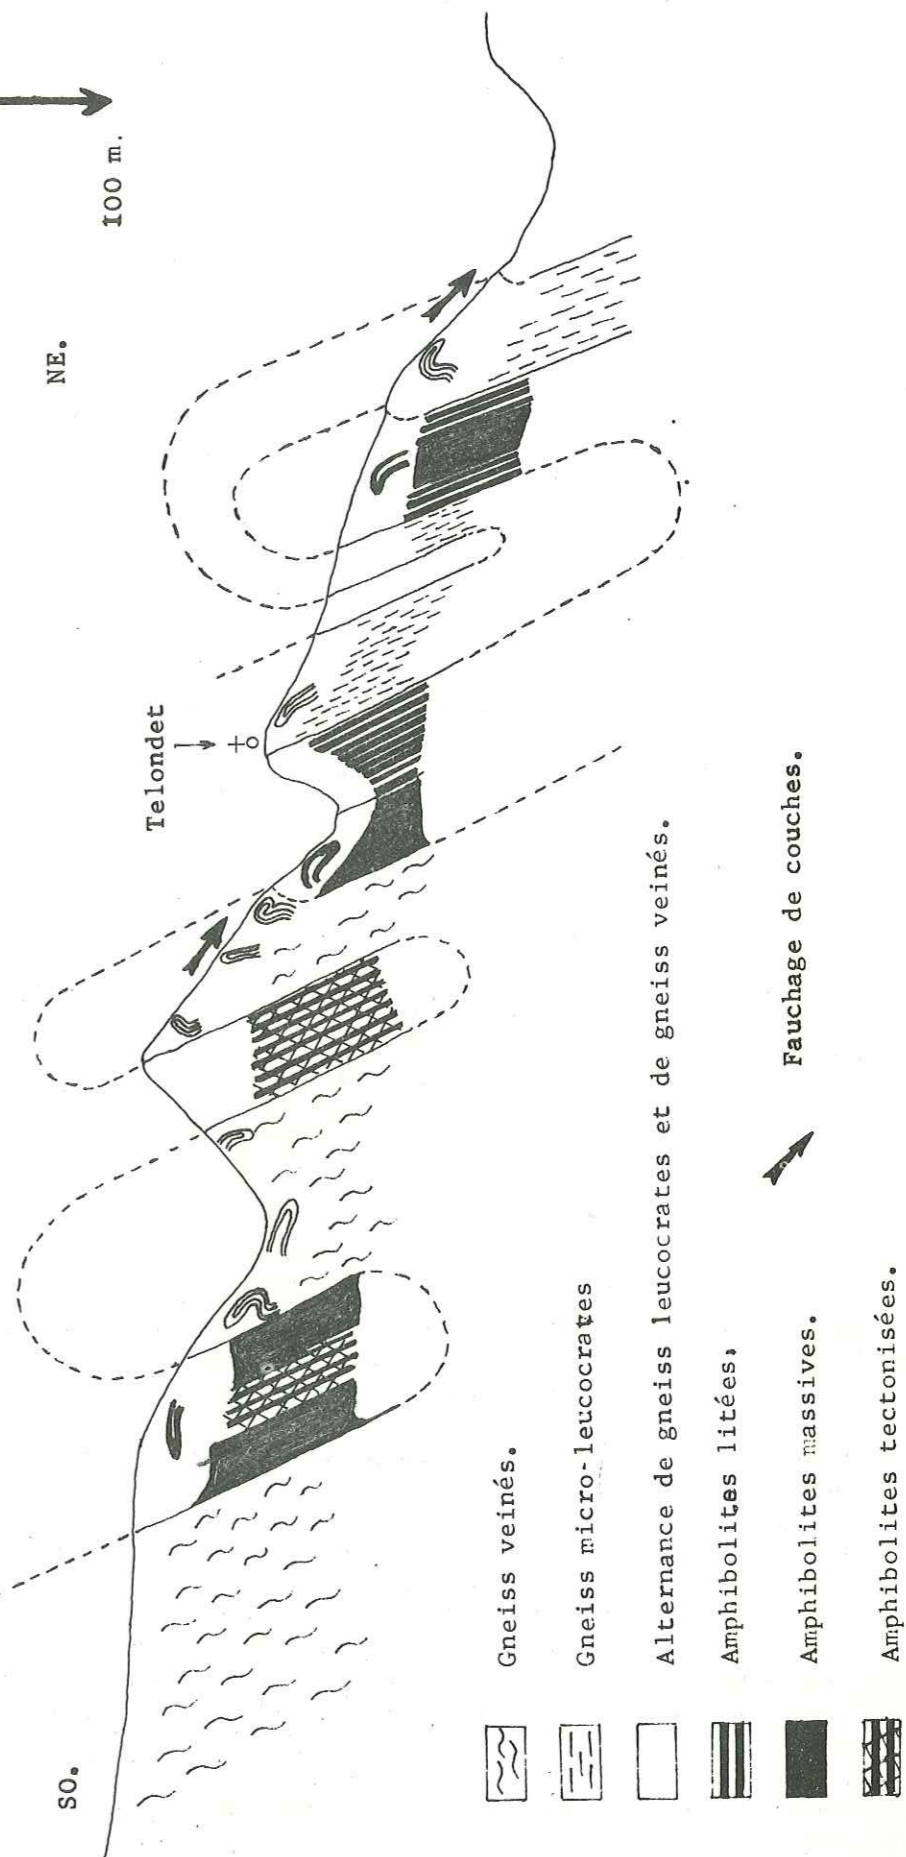 100 m.
NE.
Telondet
SO.
Gneiss veinés.
Gneiss micro-leucocrates
Alternance de gneiss leucocrates et de gneiss veinés.
Amphibolites litées,
Amphibolites massives.
Amphibolites tectonisées.
Fauchage de couches.